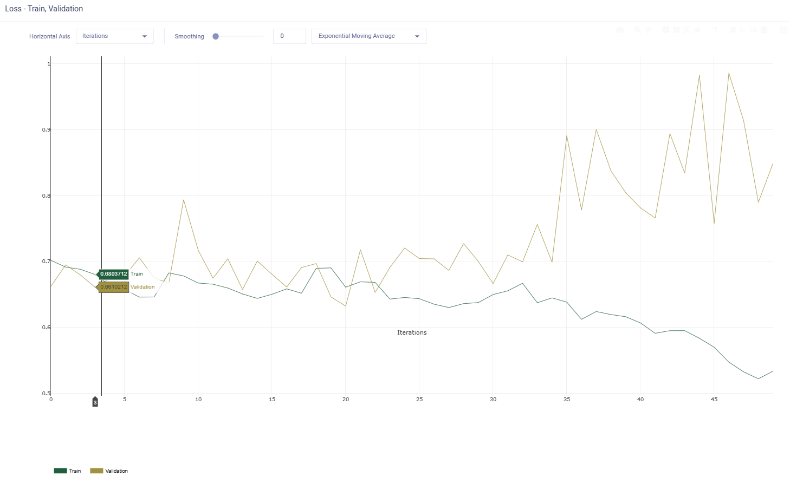 Loss - Train, Validation
Horizontal Axis Iterations Smoothing 0 Exponential Moving Average
1
0.9
0.8
0.7
Train
Validation
0.6
Iterations
0.5
0 5 10 15 20 25 30 35 40 45
3
Train Validation